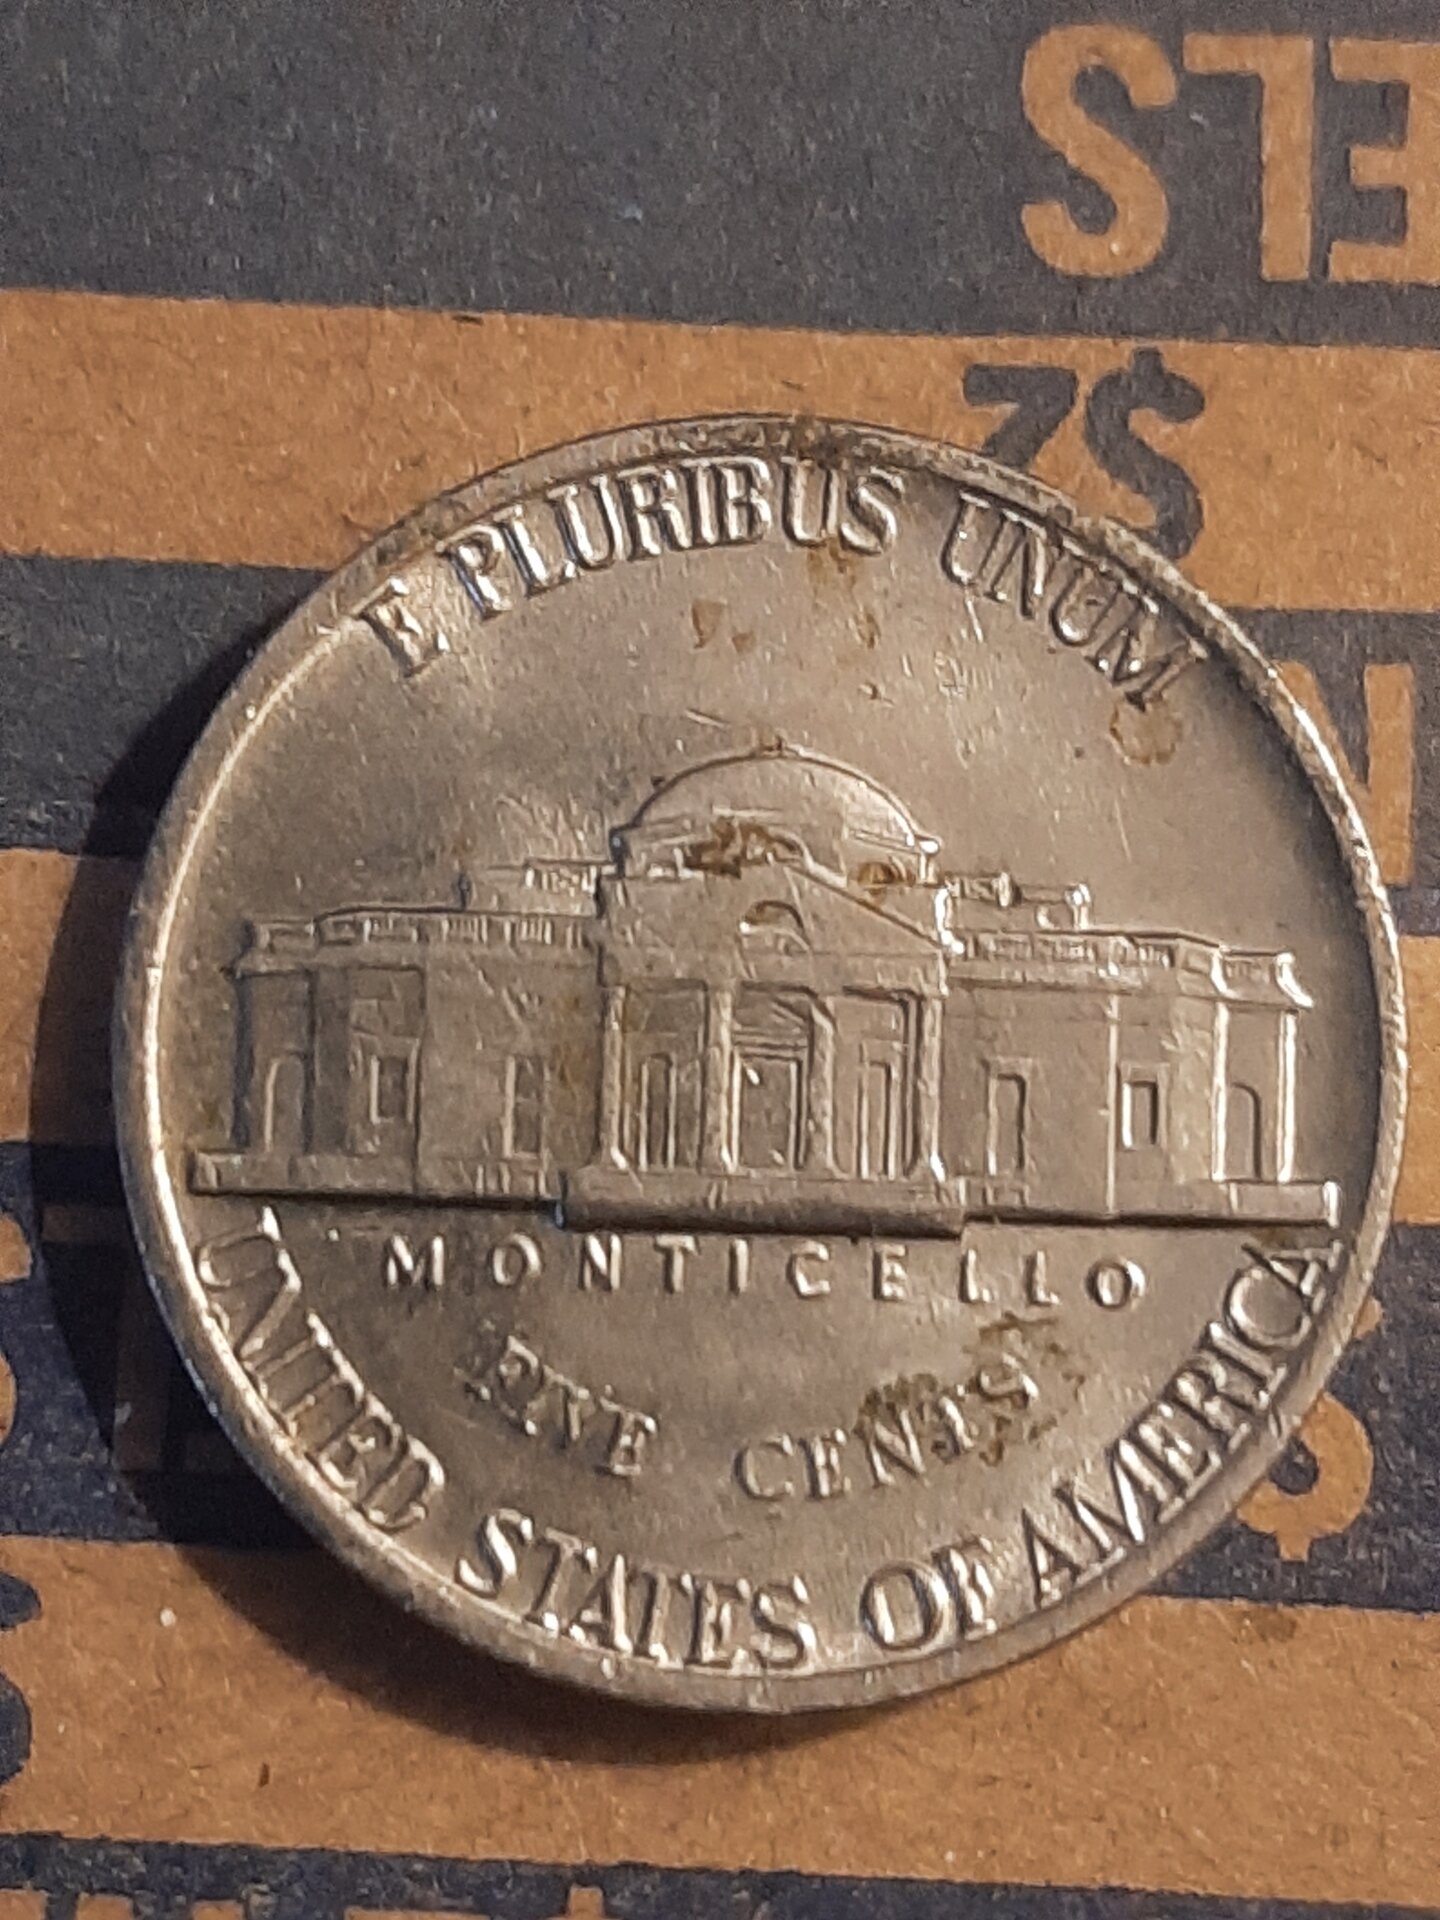 E PLURIBUS UNUM
MONTICELLO
FIVE CENTS
UNITED STATES OF AMERICA